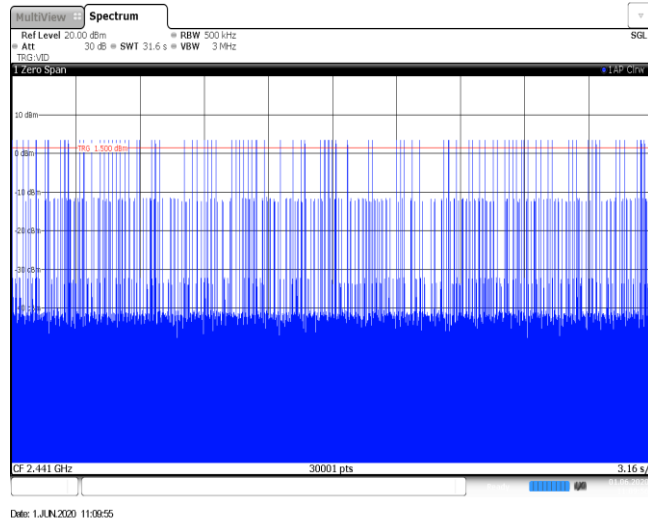 MultiView Spectrum
Ref Level 20.00 dBm RBW 500 kHz SGL
Att 30 dB SWT 31.6 s VBW 3 MHz
TRG:VID
1 Zero Span 1AP Clrw
10 dBm
TRG 1.500 dBm
0 dBm
-10 dBm
-20 dBm
-30 dBm
CF 2.441 GHz 30001 pts 3.16 s/
Date: 1.JUN.2020 11:09:55